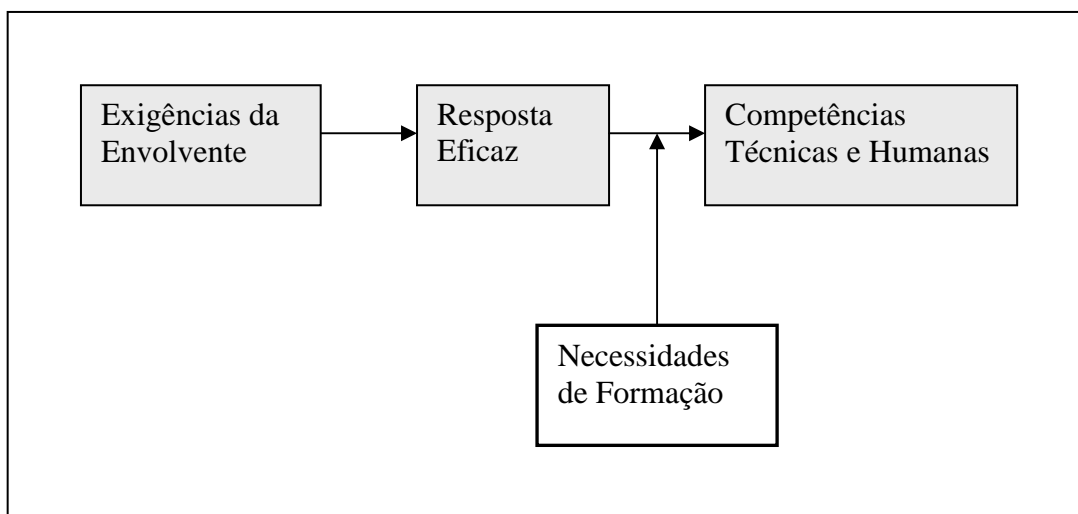 Exigências da
Envolvente
Resposta
Eficaz
Competências
Técnicas e Humanas
Necessidades
de Formação